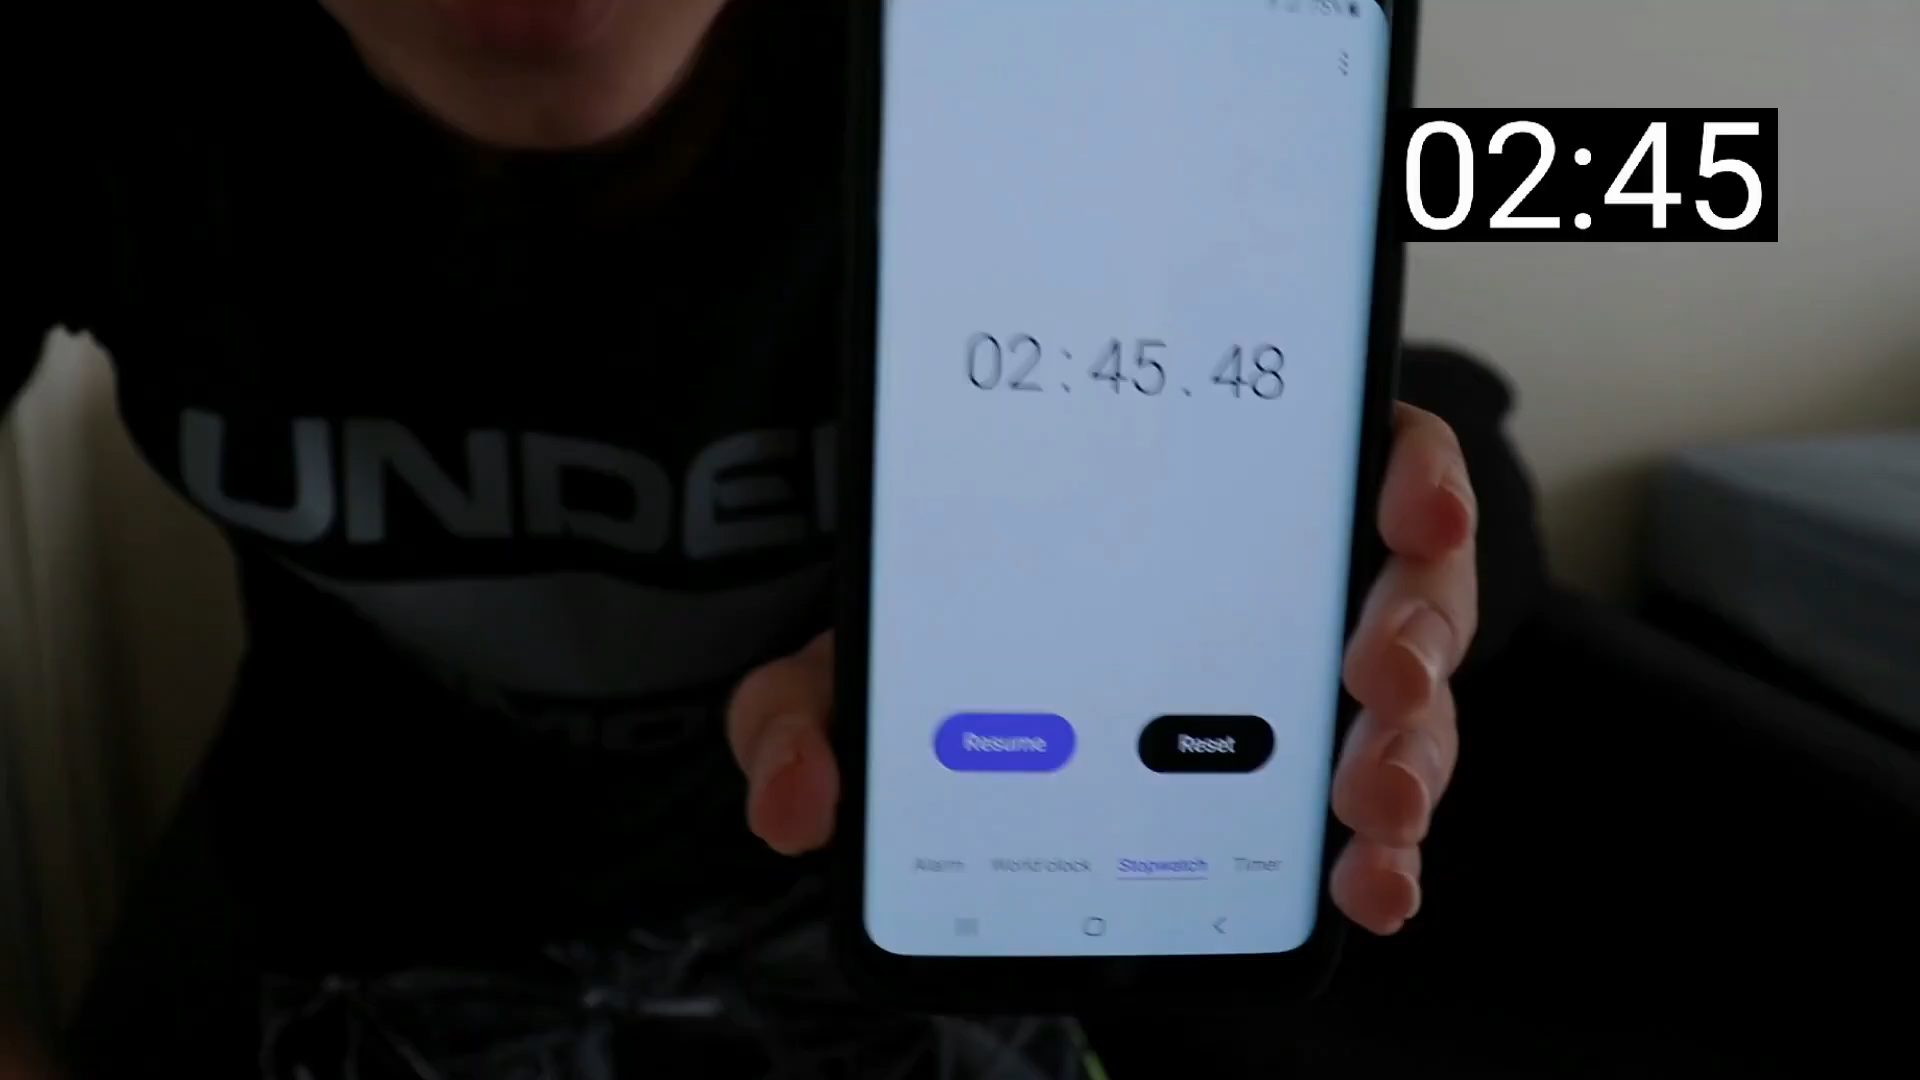 02:45
02:45.48
UNDE
Resume
Reset
Alarm
World clock
Stopwatch
Timer